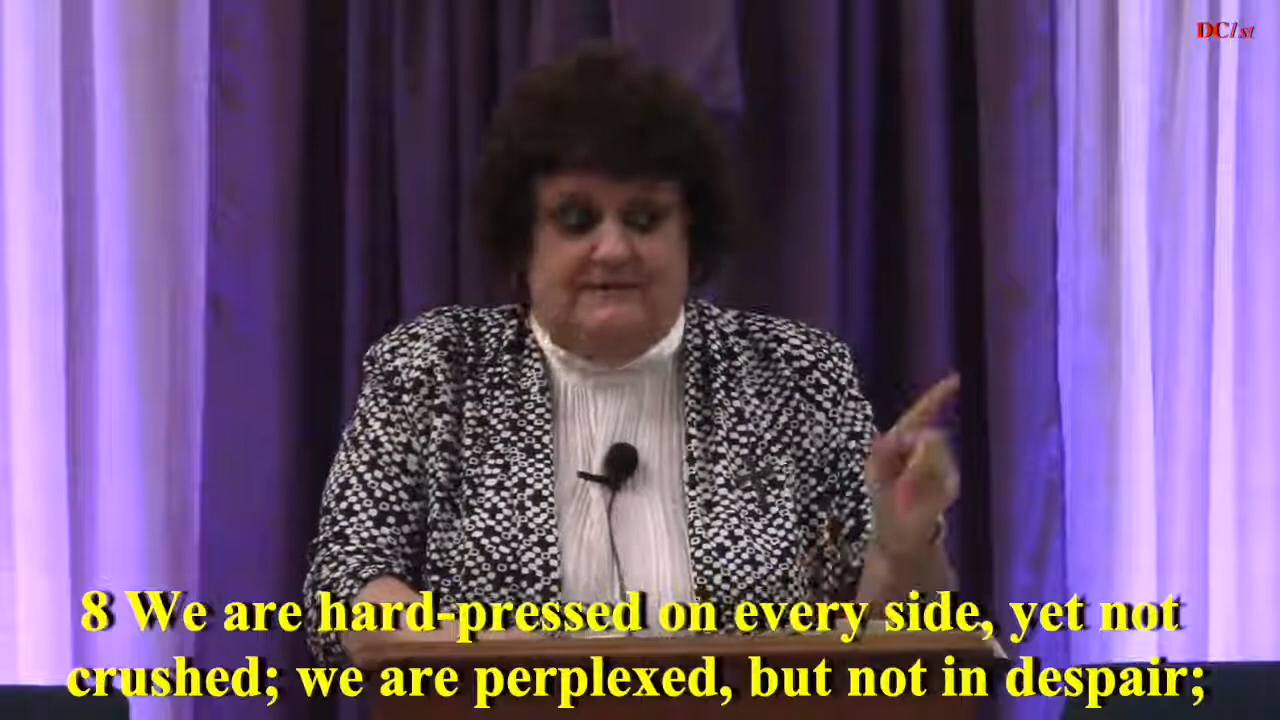 DC1st
8 We are hard-pressed on every side, yet not
crushed; we are perplexed, but not in despair;